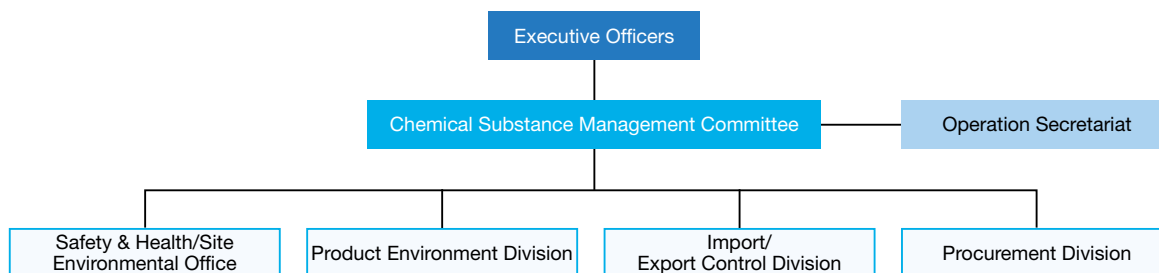 Executive Officers
Chemical Substance Management Committee
Operation Secretariat
Safety & Health/Site
Environmental Office
Product Environment Division
Import/
Export Control Division
Procurement Division